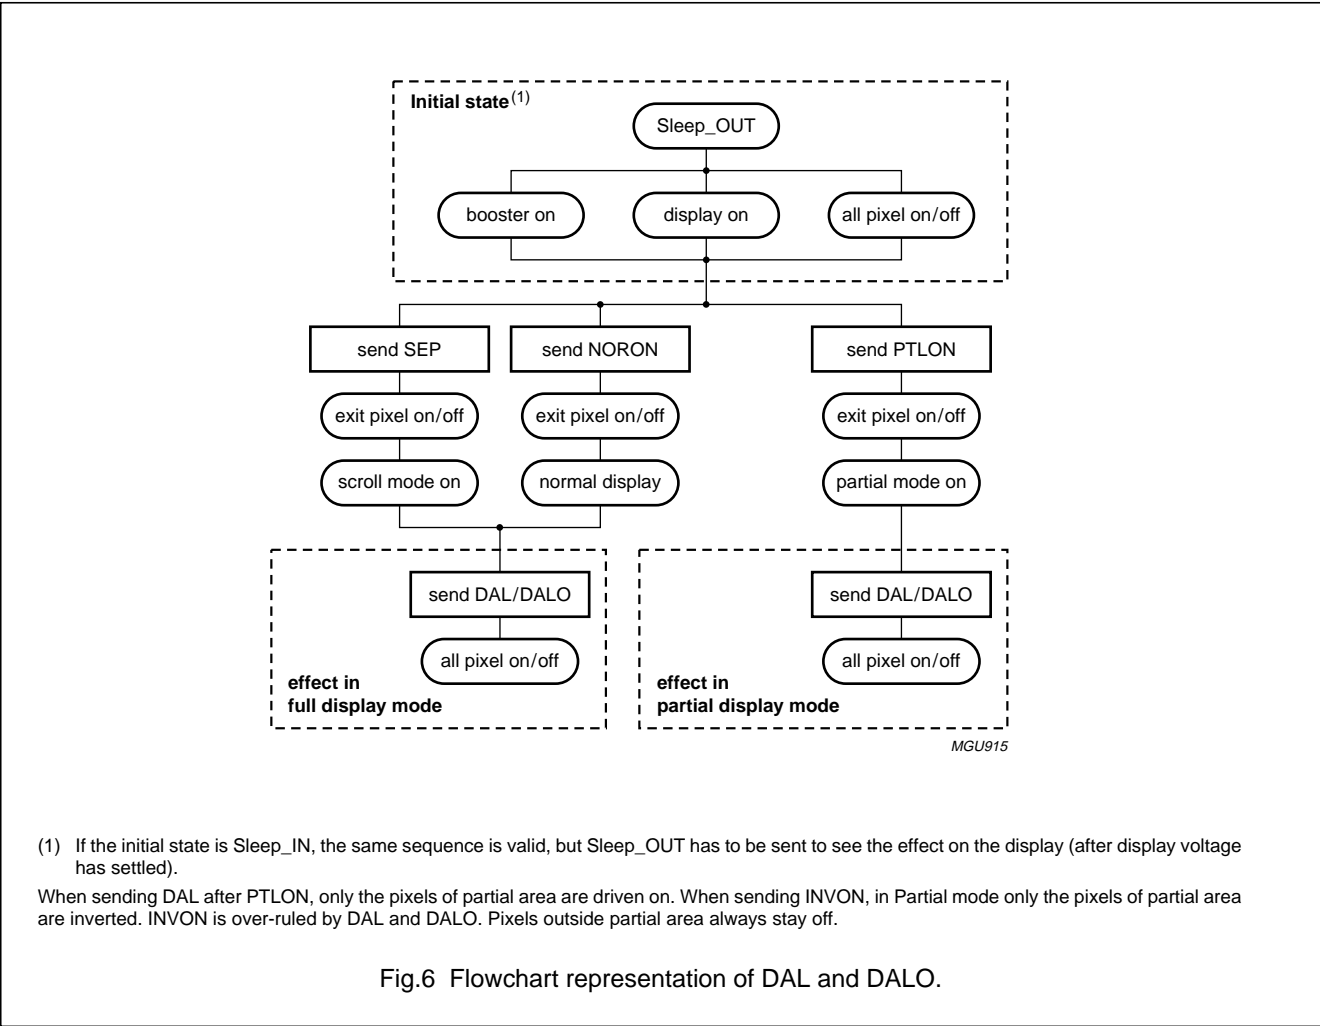 Initial state(1)
Sleep_OUT
booster on
display on
all pixel on/off
send SEP
send NORON
send PTLON
exit pixel on/off
exit pixel on/off
exit pixel on/off
scroll mode on
normal display
partial mode on
send DAL/DALO
send DAL/DALO
all pixel on/off
all pixel on/off
effect in
full display mode
effect in
partial display mode
MGU915
(1) If the initial state is Sleep_IN, the same sequence is valid, but Sleep_OUT has to be sent to see the effect on the display (after display voltage
has settled).
When sending DAL after PTLON, only the pixels of partial area are driven on. When sending INVON, in Partial mode only the pixels of partial area
are inverted. INVON is over-ruled by DAL and DALO. Pixels outside partial area always stay off.
Fig.6 Flowchart representation of DAL and DALO.